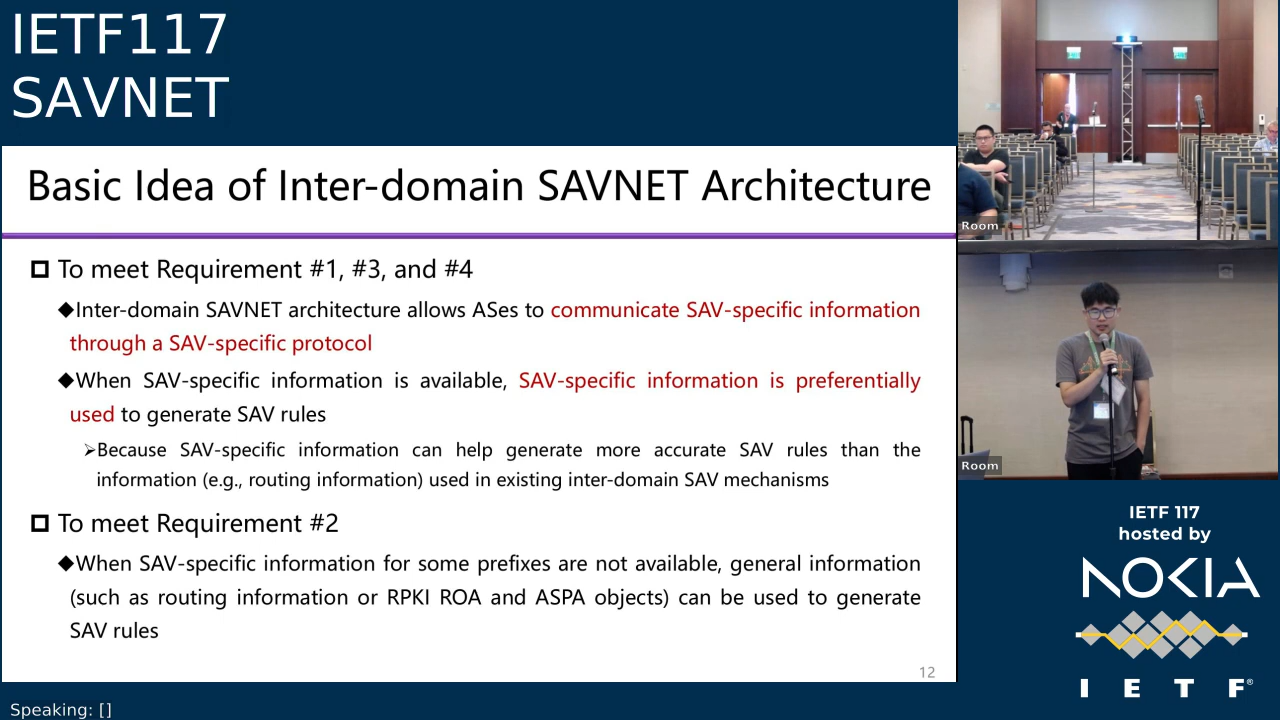 IETF117
SAVNET
Basic Idea of Inter-domain SAVNET Architecture
To meet Requirement #1, #3, and #4
Inter-domain SAVNET architecture allows ASes to communicate SAV-specific information
through a SAV-specific protocol
When SAV-specific information is available, SAV-specific information is preferentially
used to generate SAV rules
Because SAV-specific information can help generate more accurate SAV rules than the
information (e.g., routing information) used in existing inter-domain SAV mechanisms
To meet Requirement #2
When SAV-specific information for some prefixes are not available, general information
(such as routing information or RPKI ROA and ASPA objects) can be used to generate
SAV rules
12
Room
Room
IETF 117
hosted by
NOKIA
I E T F®
Speaking: []